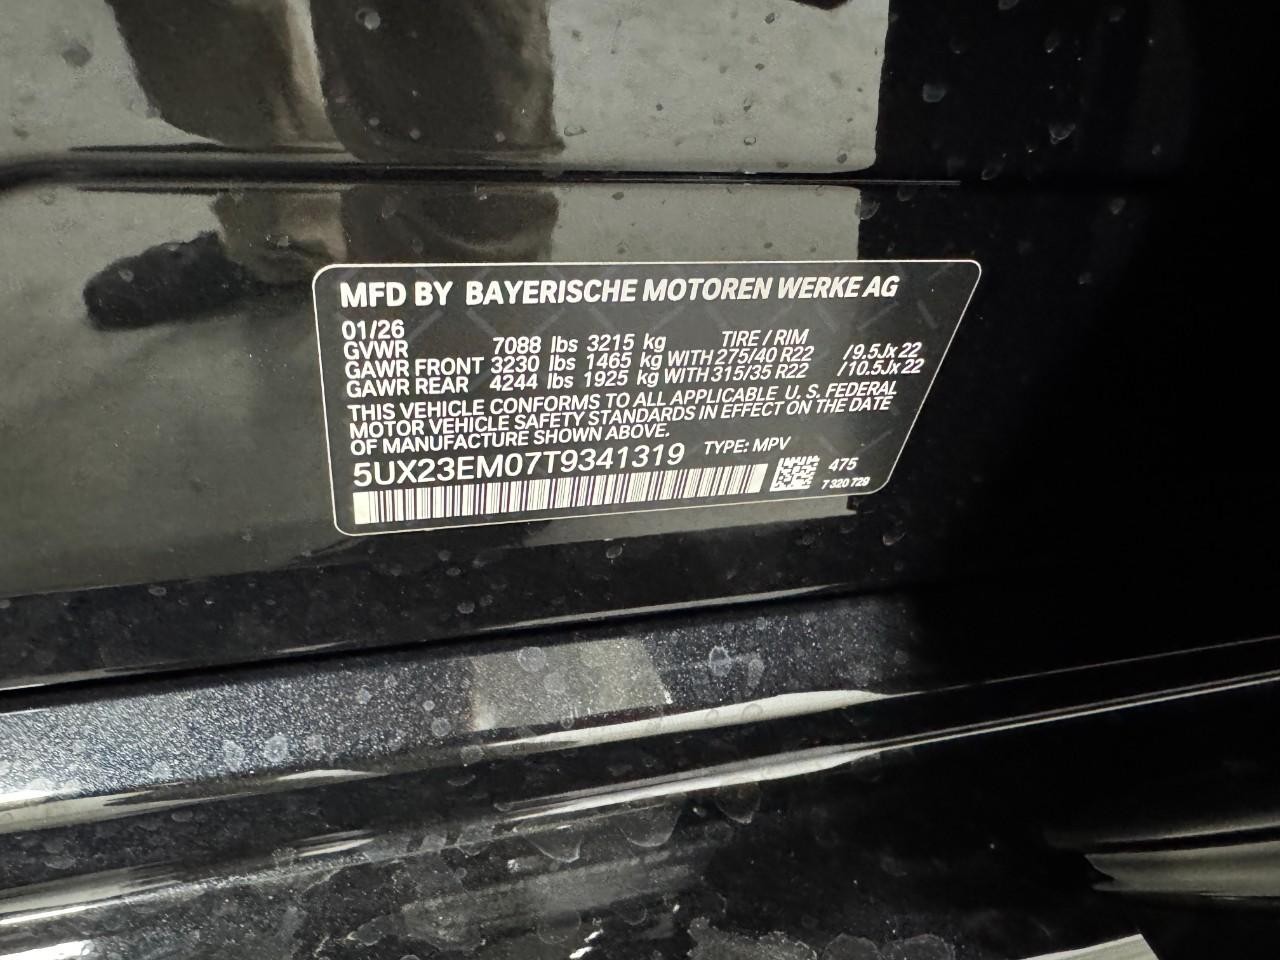 MFD BY BAYERISCHE MOTOREN WERKE AG
01/26
GVWR 7088 lbs 3215 kg TIRE / RIM
GAWR FRONT 3230 lbs 1465 kg WITH 275/40 R22 /9.5Jx22
GAWR REAR 4244 lbs 1925 kg WITH 315/35 R22 /10.5Jx22
THIS VEHICLE CONFORMS TO ALL APPLICABLE U. S. FEDERAL
MOTOR VEHICLE SAFETY STANDARDS IN EFFECT ON THE DATE
OF MANUFACTURE SHOWN ABOVE.
5UX23EM07T9341319 TYPE: MPV
475
7 320 729